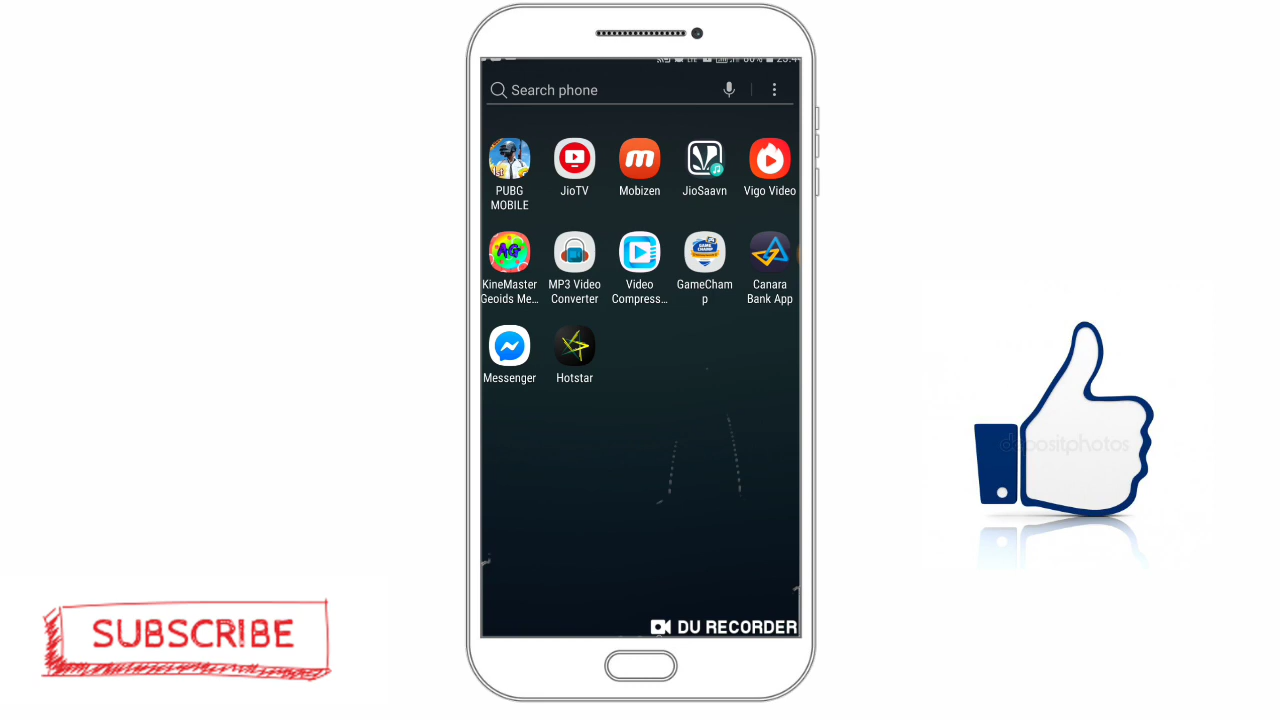 Search phone
PUBG
MOBILE
JioTV
Mobizen
JioSaavn
Vigo Video
KineMaster
Geoids Me...
MP3 Video
Converter
Video
Compress...
GameCham
p
Canara
Bank App
Messenger
Hotstar
DU RECORDER
SUBSCRIBE
depositphotos